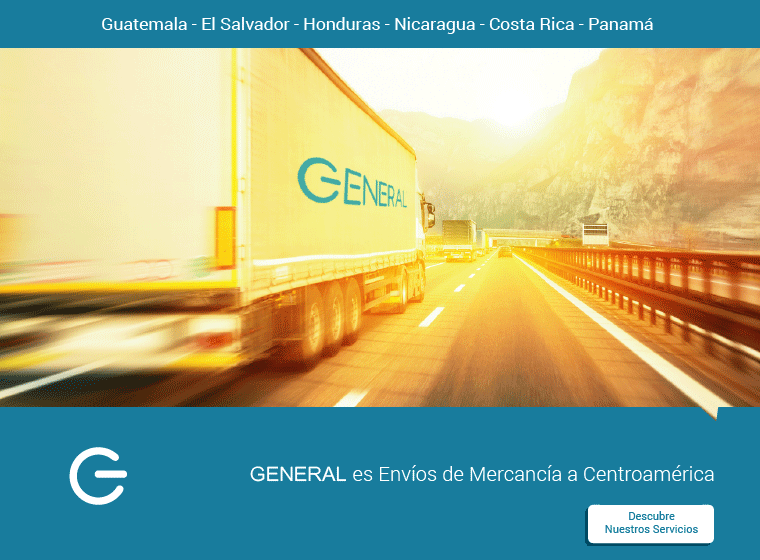 Guatemala - El Salvador - Honduras - Nicaragua - Costa Rica - Panamá
GENERAL
GENERAL es Envíos de Mercancía a Centroamérica
Descubre
Nuestros Servicios